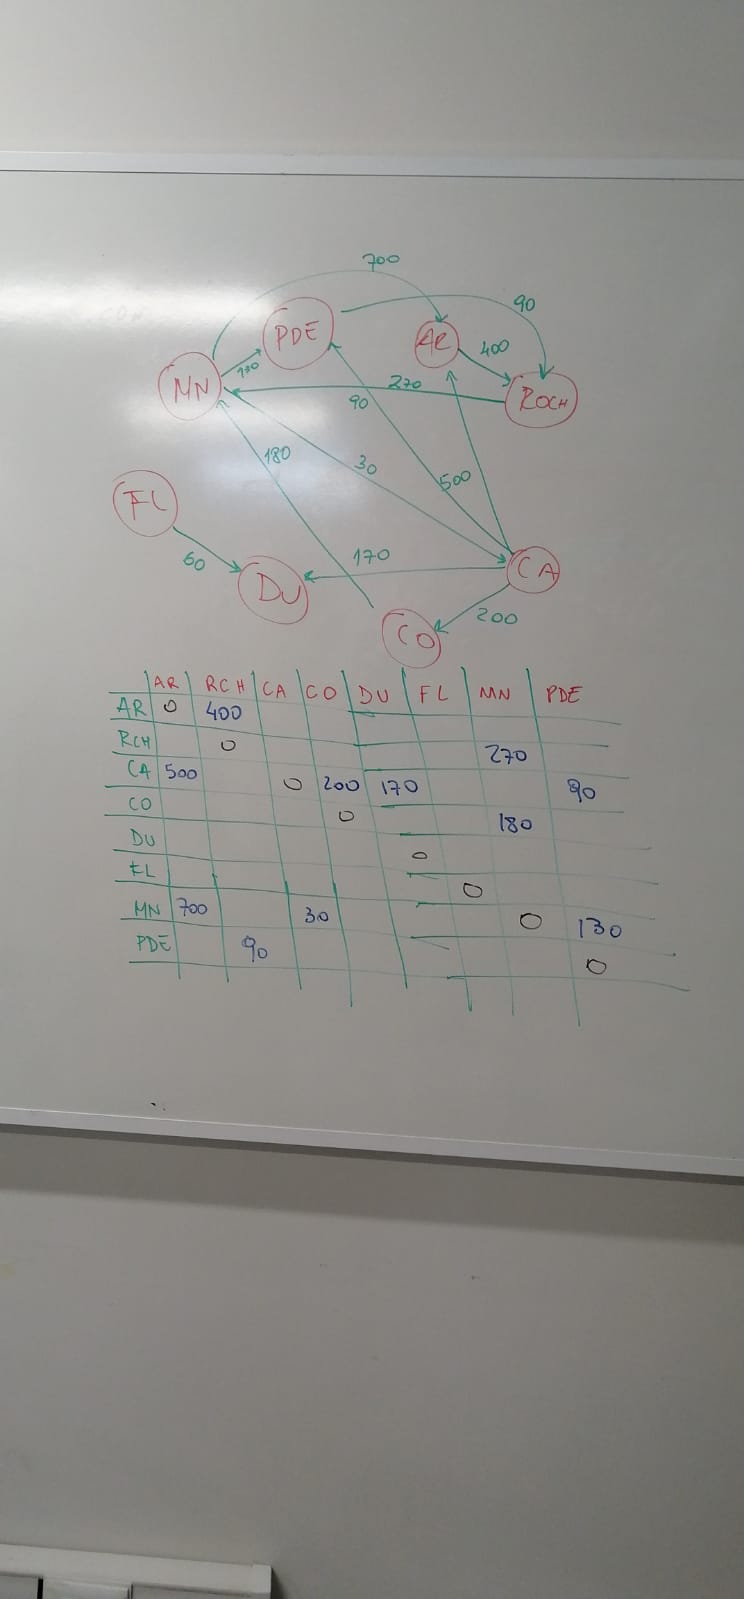 700
90
PDE
AR
400
130
MN
270
ROCH
90
180
30
500
FL
60
170
CA
DU
200
CO
AR RCH CA CO DU FL MN PDE
AR 0 400
RCH 0 270
CA 500 0 200 170 90
CO 0 180
DU 0
FL 0
MN 700 30 0 130
PDE 90 0